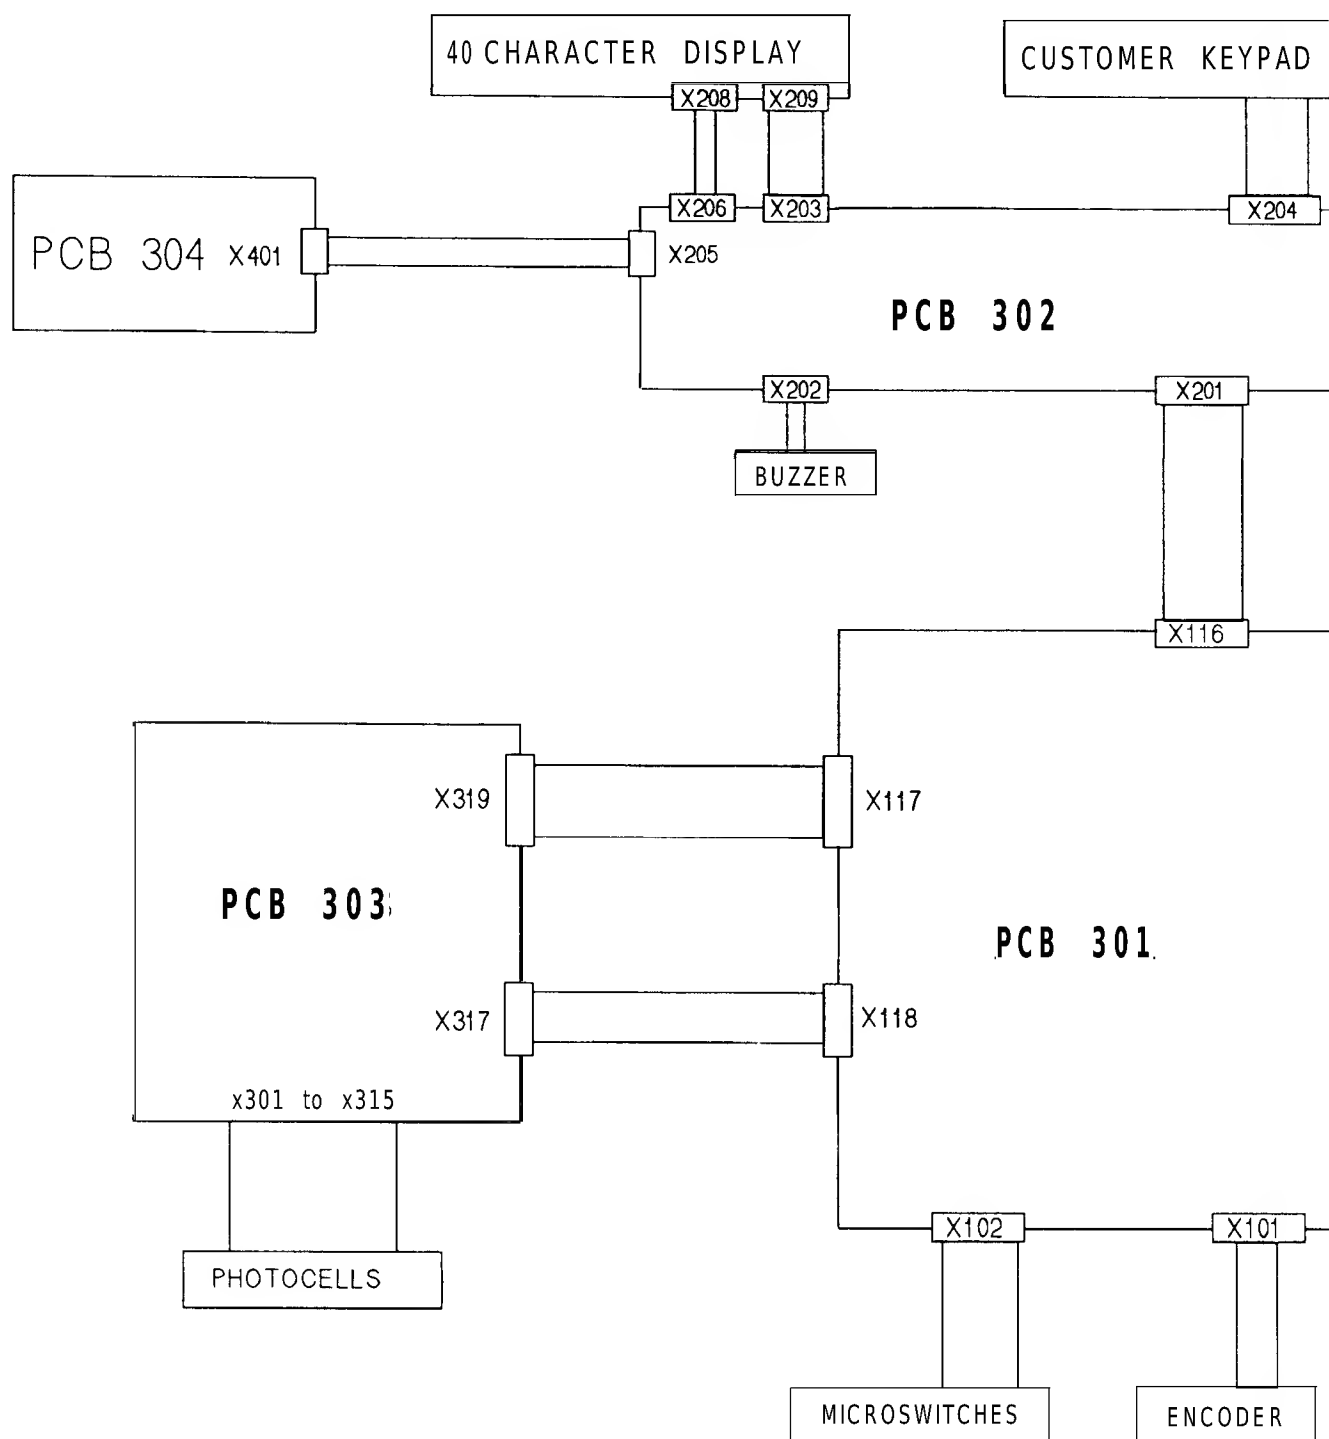 40 CHARACTER DISPLAY
CUSTOMER KEYPAD
X208
X209
X206
X203
X204
PCB 304
X401
X205
PCB 302
X202
X201
BUZZER
X116
X319
X117
PCB 303
PCB 301
X317
X118
x301 to x315
X102
X101
PHOTOCELLS
MICROSWITCHES
ENCODER